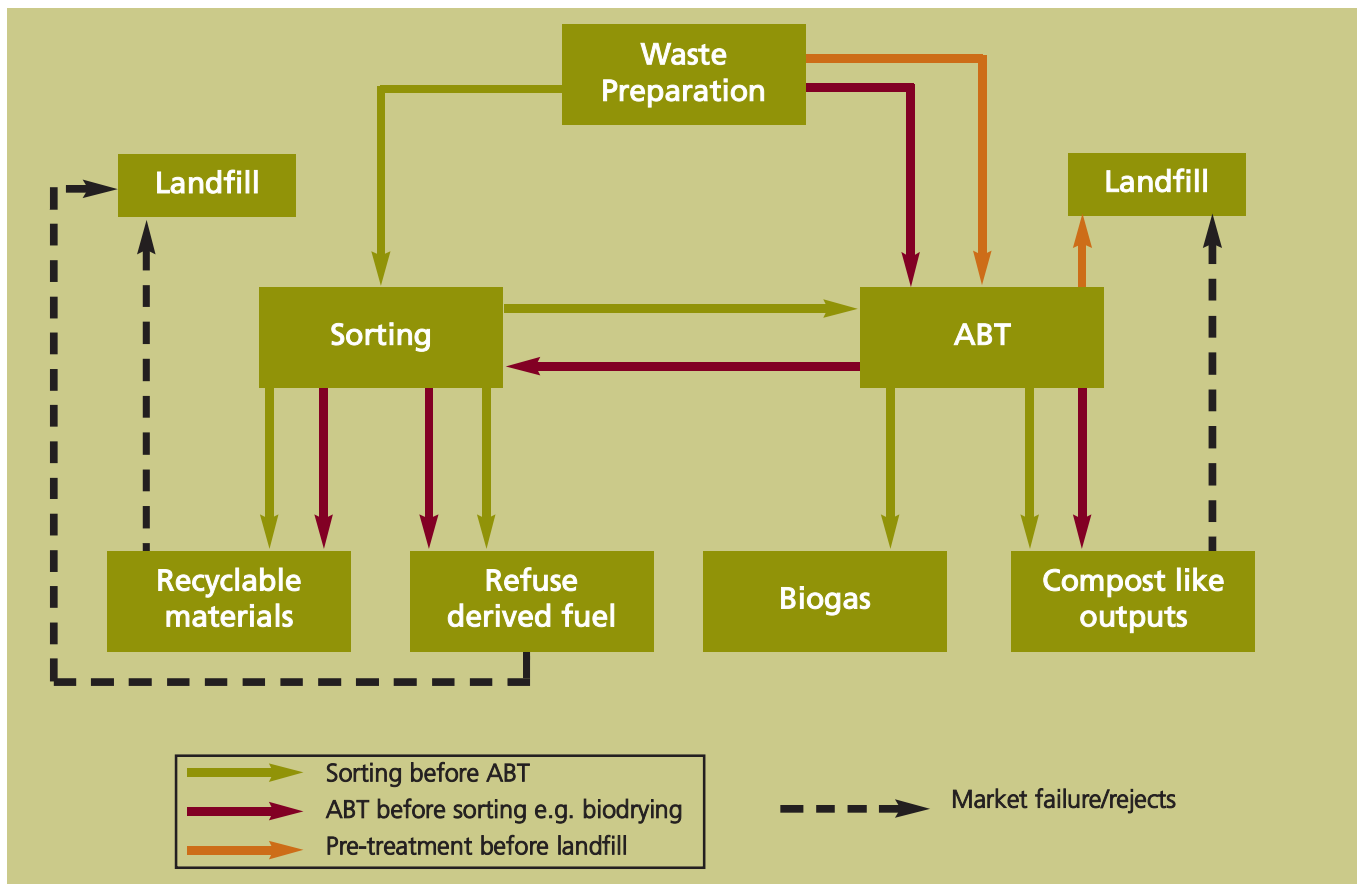 Waste
Preparation
Landfill
Landfill
Sorting
ABT
Recyclable
materials
Refuse
derived fuel
Biogas
Compost like
outputs
Sorting before ABT
ABT before sorting e.g. biodrying
Pre-treatment before landfill
Market failure/rejects